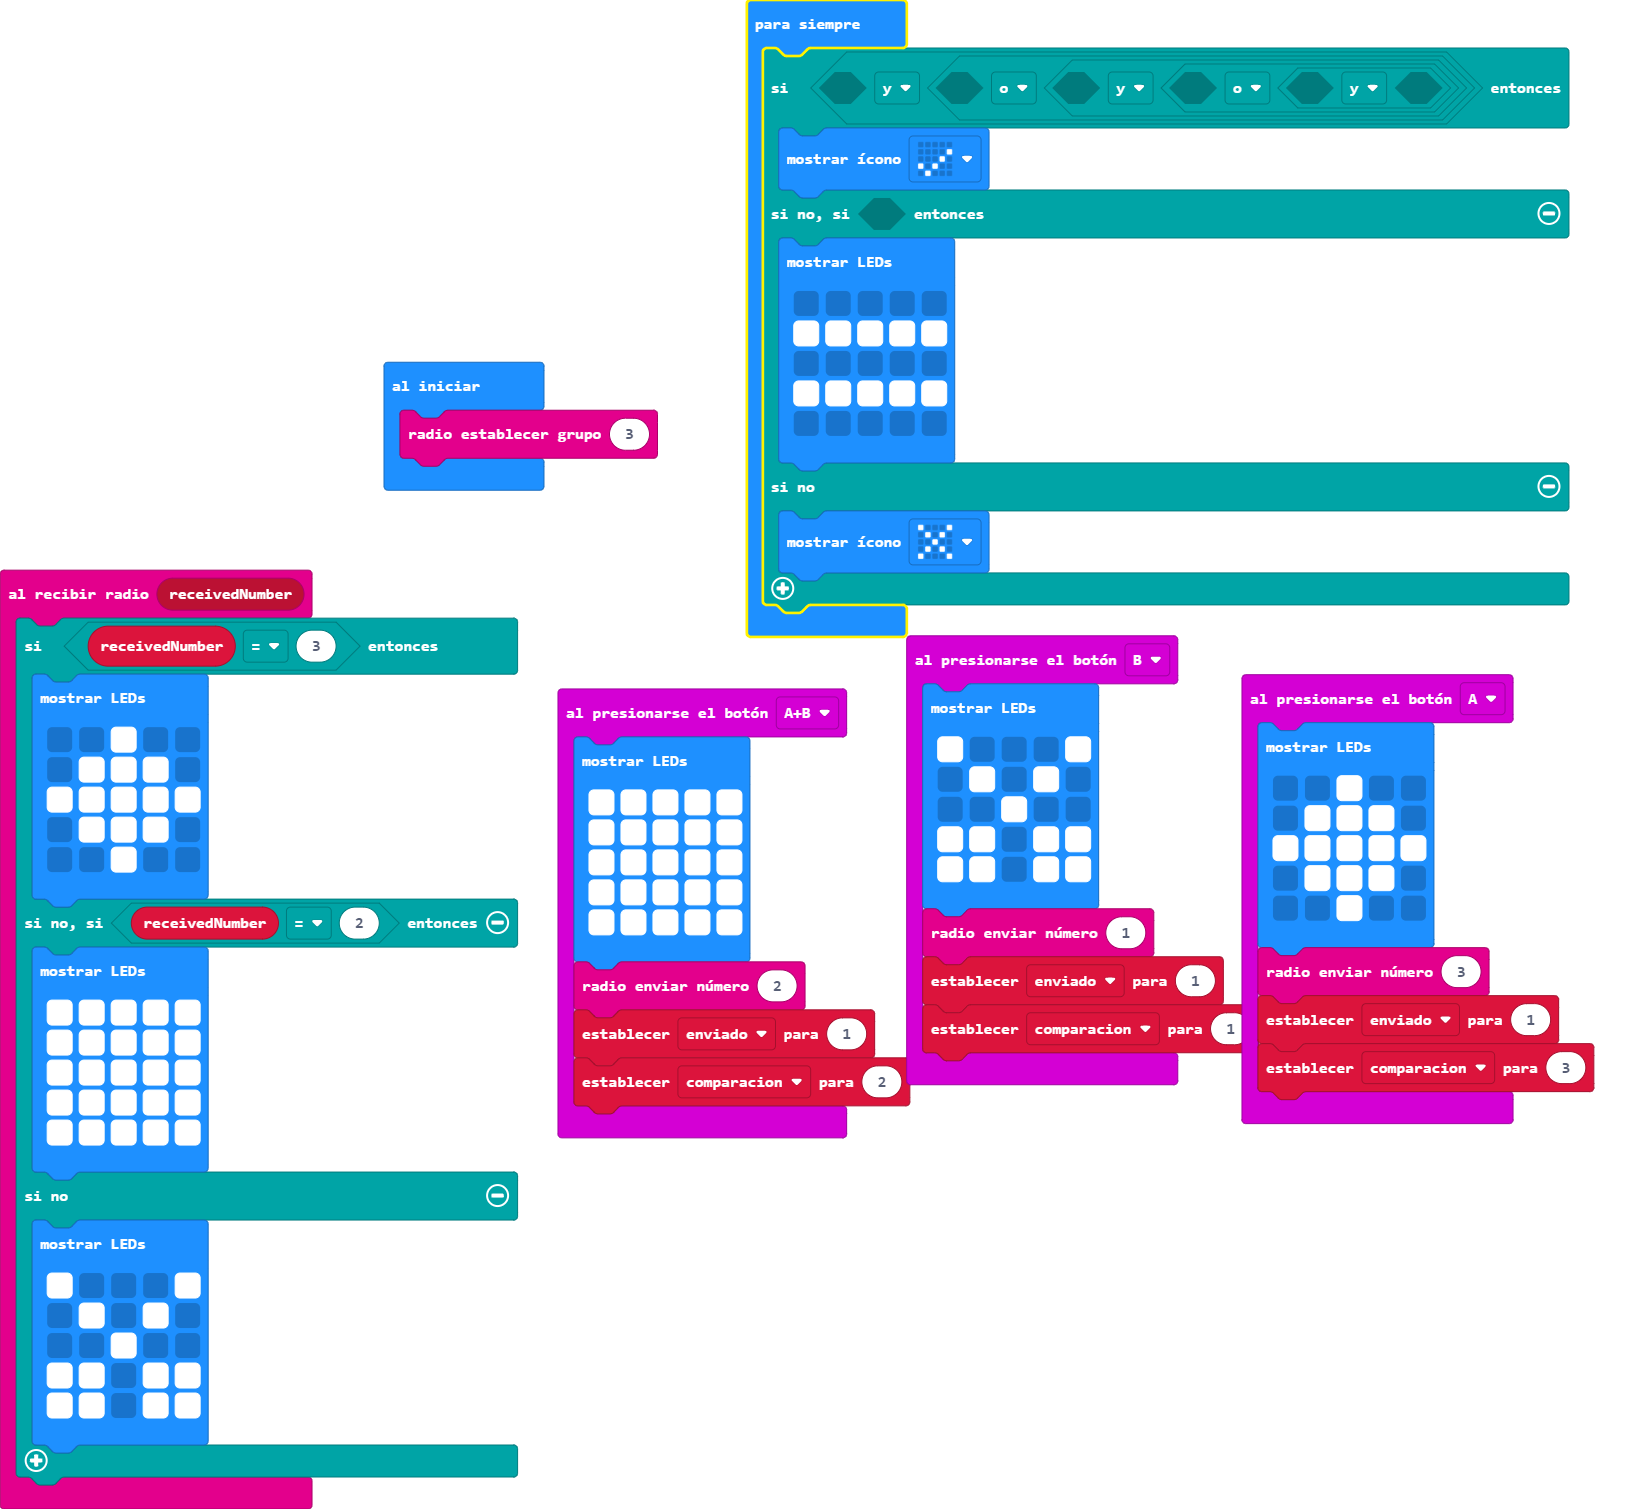 para siempre
si y o y o y entonces
mostrar ícono
si no, si entonces
mostrar LEDs
si no
mostrar ícono
al iniciar
radio establecer grupo 3
al recibir radio receivedNumber
si receivedNumber = 3 entonces
mostrar LEDs
si no, si receivedNumber = 2 entonces
mostrar LEDs
si no
mostrar LEDs
al presionarse el botón A+B
mostrar LEDs
radio enviar número 2
establecer enviado para 1
establecer comparacion para 2
al presionarse el botón B
mostrar LEDs
radio enviar número 1
establecer enviado para 1
establecer comparacion para 1
al presionarse el botón A
mostrar LEDs
radio enviar número 3
establecer enviado para 1
establecer comparacion para 3